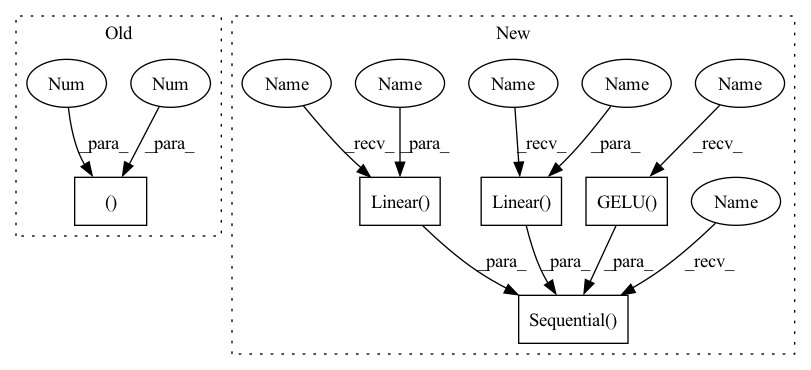 Old
New
Num
Num
Name
Name
Name
Name
Name
_para_
_para_
_recv_
_para_
_recv_
_para_
_recv_
()
Linear()
Linear()
GELU()
Name
_para_
_para_
_para_
_recv_
Sequential()